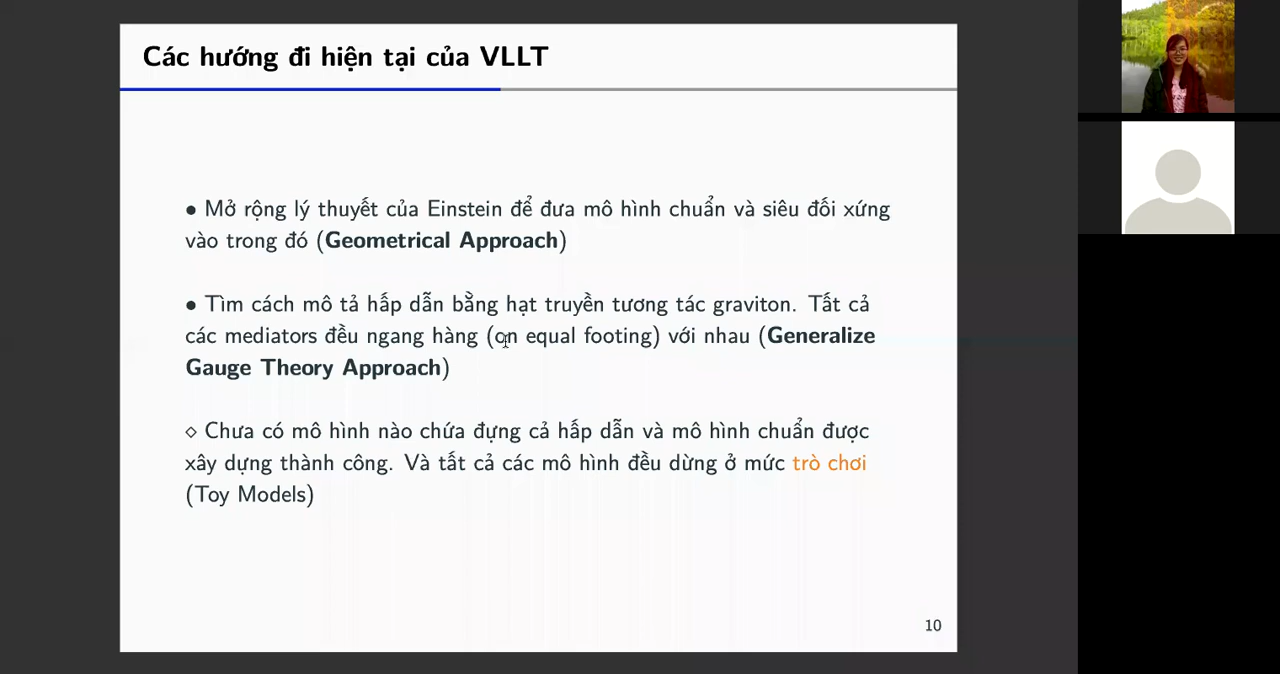 Các hướng đi hiện tại của VLLT
• Mở rộng lý thuyết của Einstein để đưa mô hình chuẩn và siêu đối xứng
vào trong đó (Geometrical Approach)
• Tìm cách mô tả hấp dẫn bằng hạt truyền tương tác graviton. Tất cả
các mediators đều ngang hàng (on equal footing) với nhau (Generalize
Gauge Theory Approach)
◇ Chưa có mô hình nào chứa đựng cả hấp dẫn và mô hình chuẩn được
xây dựng thành công. Và tất cả các mô hình đều dừng ở mức trò chơi
(Toy Models)
10